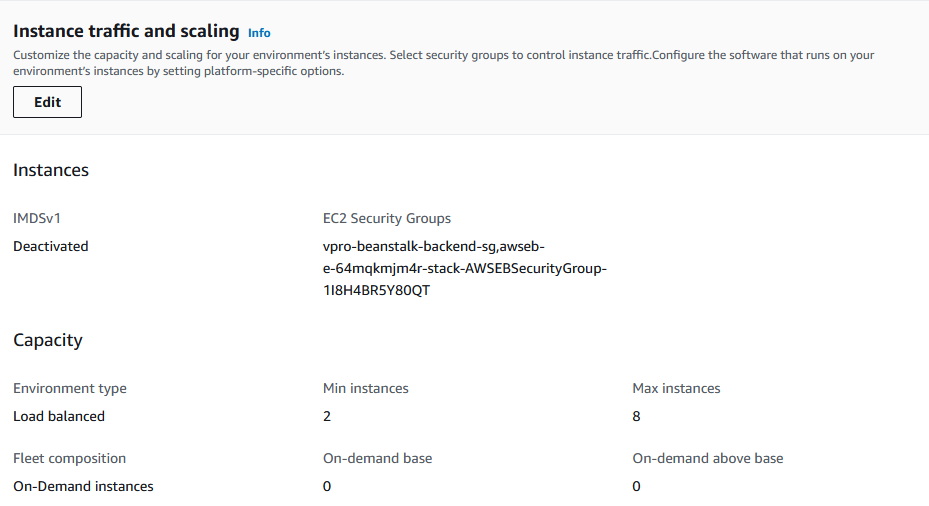 Instance traffic and scaling Info
Customize the capacity and scaling for your environment's instances. Select security groups to control instance traffic.Configure the software that runs on your
environment's instances by setting platform-specific options.
Edit
Instances
IMDSv1 EC2 Security Groups
Deactivated vpro-beanstalk-backend-sg,awseb-
e-64mqkmjm4r-stack-AWSEBSecurityGroup-
1I8H4BR5Y80QT
Capacity
Environment type Min instances Max instances
Load balanced 2 8
Fleet composition On-demand base On-demand above base
On-Demand instances 0 0